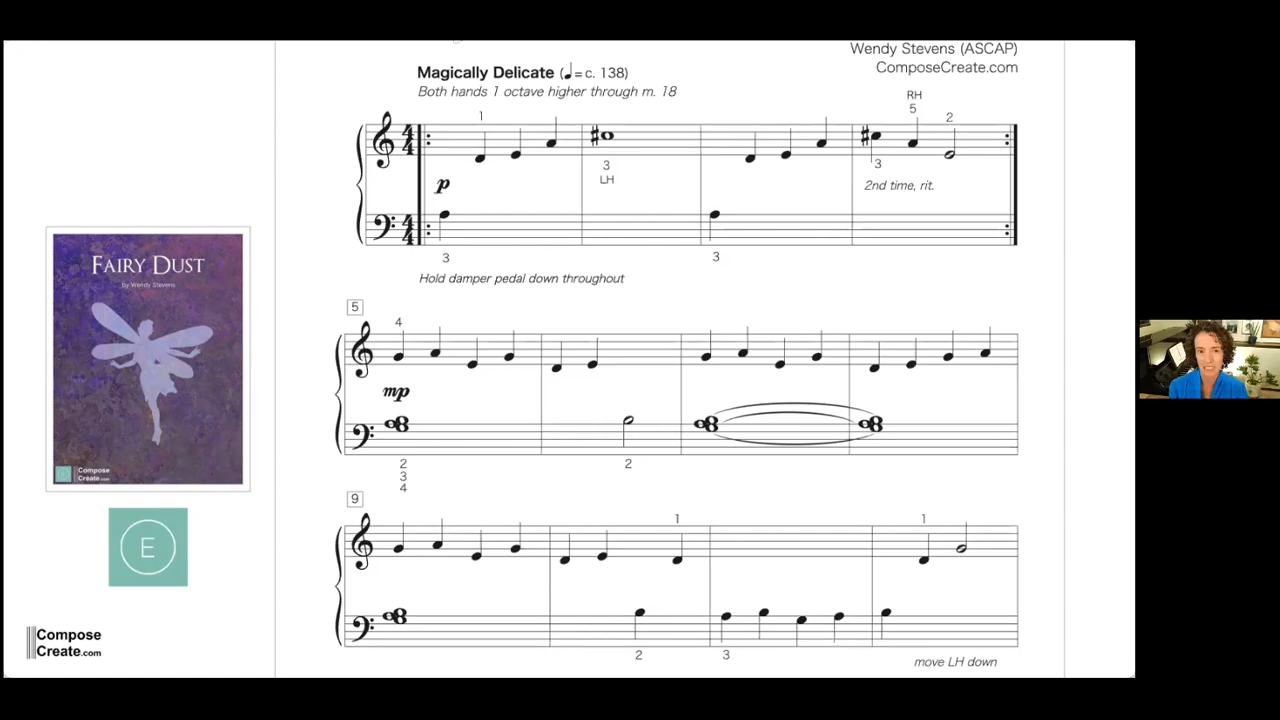 Wendy Stevens (ASCAP)
ComposeCreate.com
Magically Delicate (♩= c. 138)
Both hands 1 octave higher through m. 18
RH
1
5
2
3
LH
3
p
2nd time, rit.
3
3
Hold damper pedal down throughout
5
4
mp
2
3
4
2
9
1
1
2
3
move LH down
FAIRY DUST
by Wendy Stevens
Compose
Create.com
E
Compose
Create.com